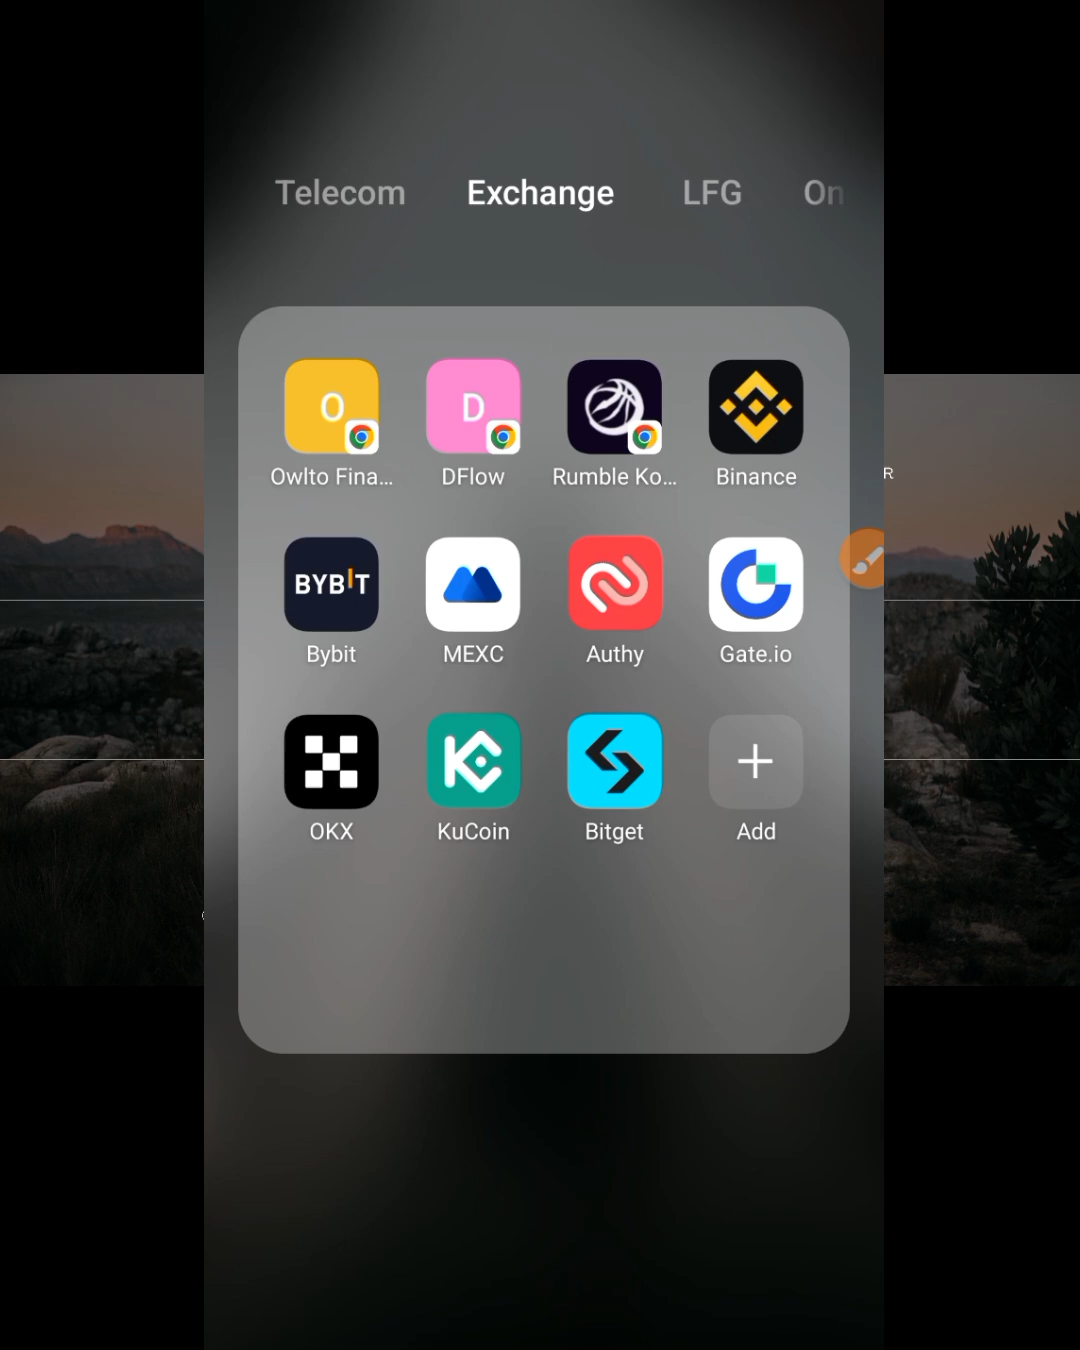 Telecom Exchange LFG On
O D
Owlto Fina... DFlow Rumble Ko... Binance
R
BYBIT
Bybit MEXC Authy Gate.io
OKX KuCoin Bitget Add